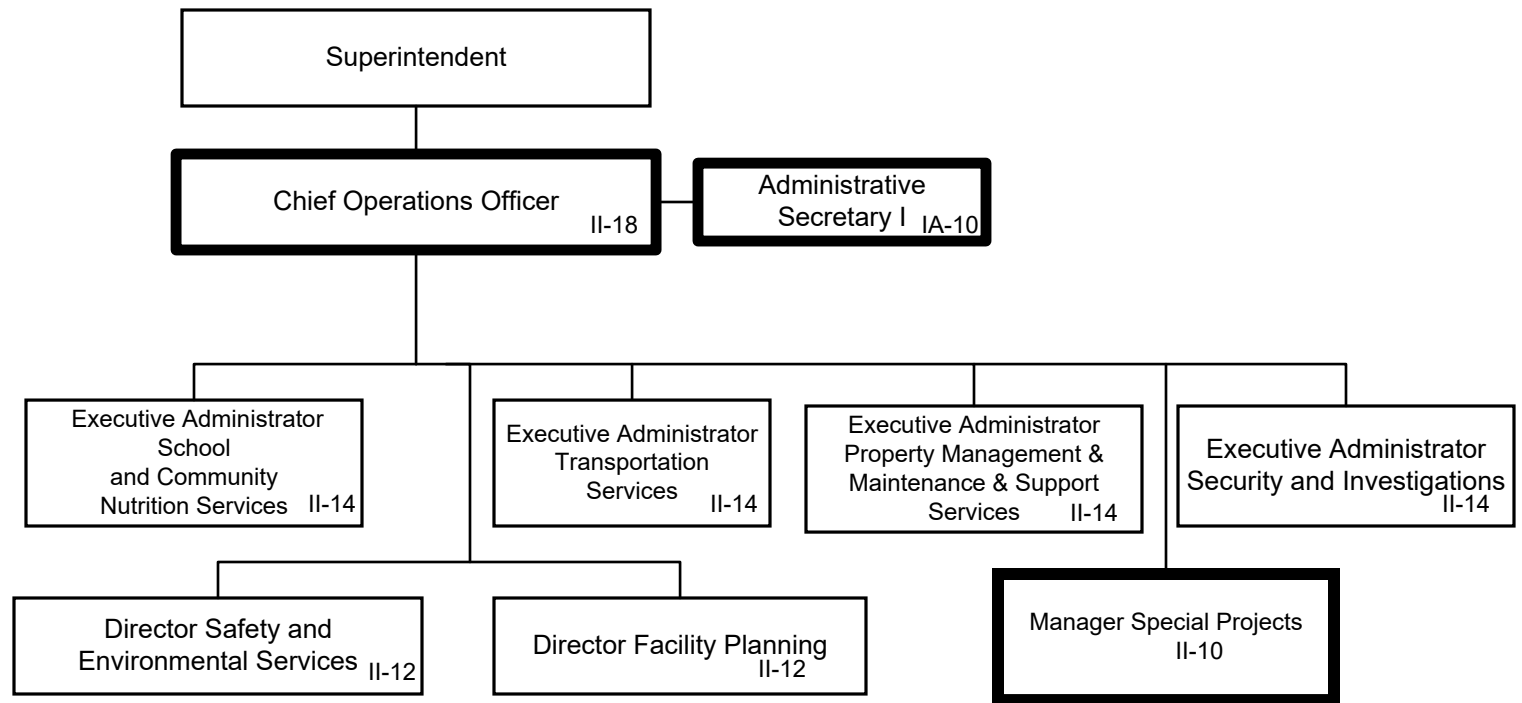 Superintendent
Chief Operations Officer
II-18
Administrative
Secretary I IA-10
Executive Administrator
School
and Community
Nutrition Services II-14
Executive Administrator
Transportation
Services
II-14
Executive Administrator
Property Management &
Maintenance & Support
Services II-14
Executive Administrator
Security and Investigations
II-14
Director Safety and
Environmental Services II-12
Director Facility Planning
II-12
Manager Special Projects
II-10